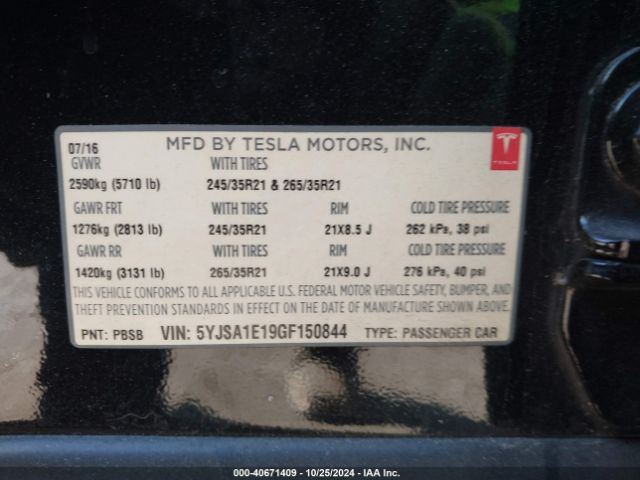 07/16 MFD BY TESLA MOTORS, INC.
TESLA
GVWR WITH TIRES
2590kg (5710 lb) 245/35R21 & 265/35R21
GAWR FRT WITH TIRES RIM COLD TIRE PRESSURE
1276kg (2813 lb) 245/35R21 21X8.5 J 262 kPa, 38 psi
GAWR RR WITH TIRES RIM COLD TIRE PRESSURE
1420kg (3131 lb) 265/35R21 21X9.0 J 276 kPa, 40 psi
THIS VEHICLE CONFORMS TO ALL APPLICABLE U.S. FEDERAL MOTOR VEHICLE SAFETY, BUMPER, AND
THEFT PREVENTION STANDARDS IN EFFECT ON THE DATE OF MANUFACTURE SHOWN ABOVE.
PNT: PBSB VIN: 5YJSA1E19GF150844 TYPE: PASSENGER CAR
000-40671409 - 10/25/2024 - IAA Inc.